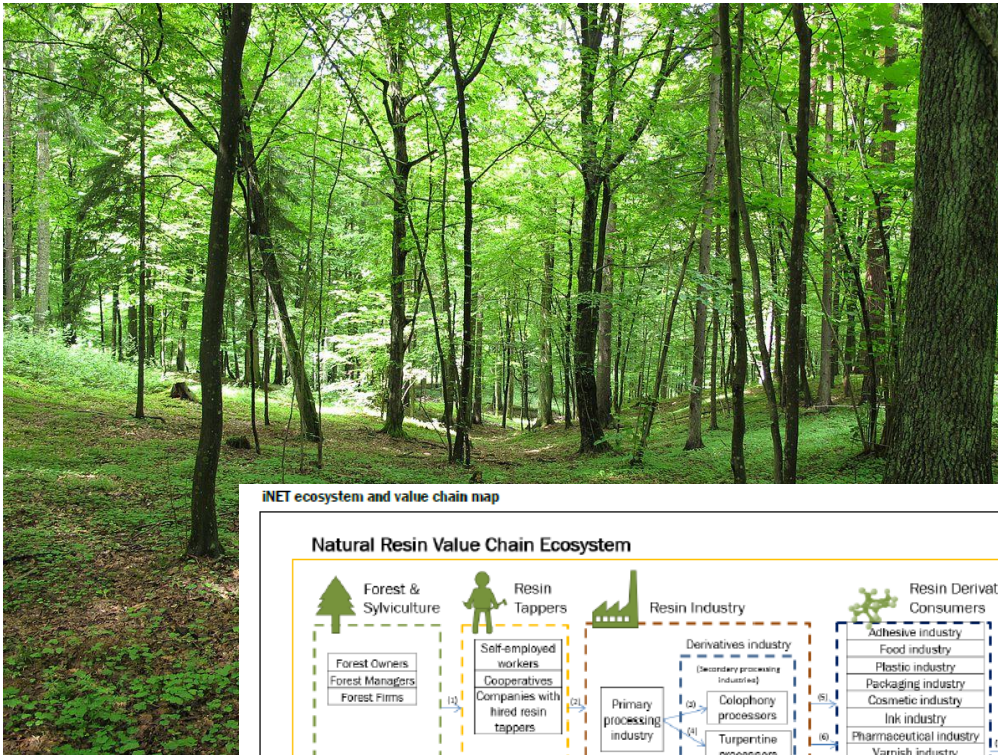 iNET ecosystem and value chain map
Natural Resin Value Chain Ecosystem
Forest &
Sylviculture
Forest Owners
Forest Managers
Forest Firms
(1)
Resin
Tappers
Self-employed
workers
Cooperatives
Companies with
hired resin
tappers
(2)
Resin Industry
Primary
processing
industry
Derivatives industry
(Secondary processing
industries)
(3)
Colophony
processors
(4)
Turpentine
processors
(5)
(6)
Resin Derivat
Consumers
Adhesive industry
Food industry
Plastic industry
Packaging industry
Cosmetic industry
Ink industry
Pharmaceutical industry
Varnish industry